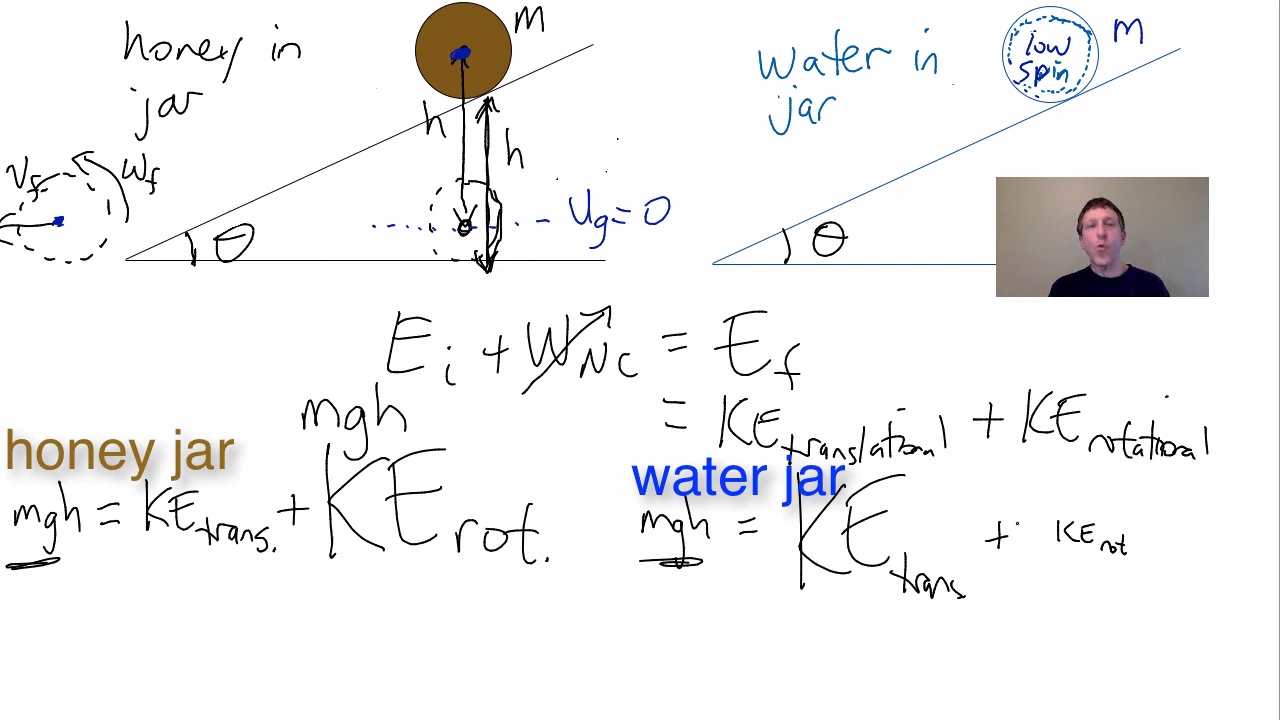 honey in
jar
m
h
h
v_f
ω_f
θ
U_g = 0
water in
jar
low
spin
m
θ
E_i + W_NC = E_f
mgh
= KE_translational + KE_rotational
honey jar
mgh = KE_trans. + KE_rot.
water jar
mgh = KE_trans + KE_rot